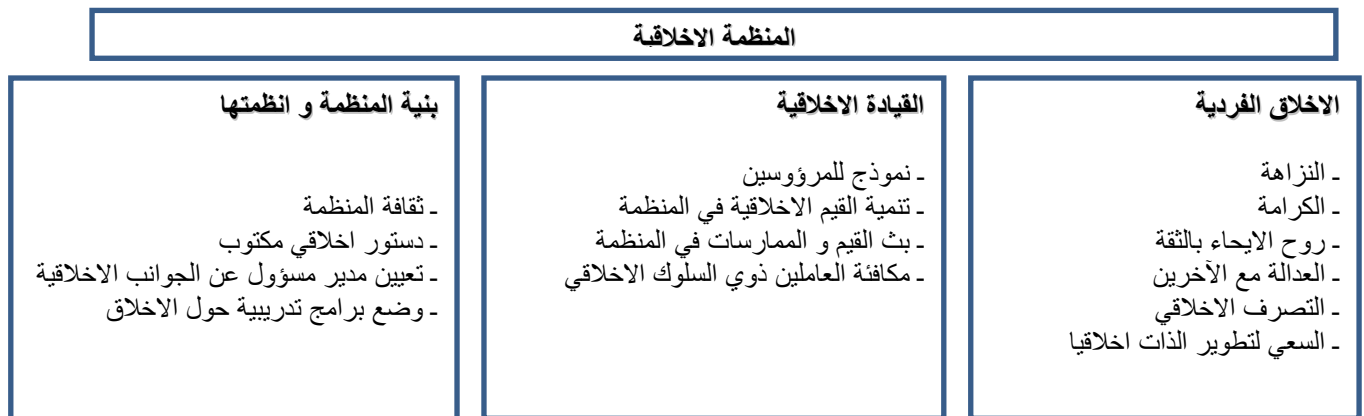 المنظمة الاخلاقية
الاخلاق الفردية
- النزاهة
- الكرامة
- روح الايحاء بالثقة
- العدالة مع الآخرين
- التصرف الاخلاقي
- السعي لتطوير الذات اخلاقيا
القيادة الاخلاقية
- نموذج للمرؤوسين
- تنمية القيم الاخلاقية في المنظمة
- بث القيم و الممارسات في المنظمة
- مكافئة العاملين ذوي السلوك الاخلاقي
بنية المنظمة و انظمتها
- ثقافة المنظمة
- دستور اخلاقي مكتوب
- تعيين مدير مسؤول عن الجوانب الاخلاقية
- وضع برامج تدريبية حول الاخلاق